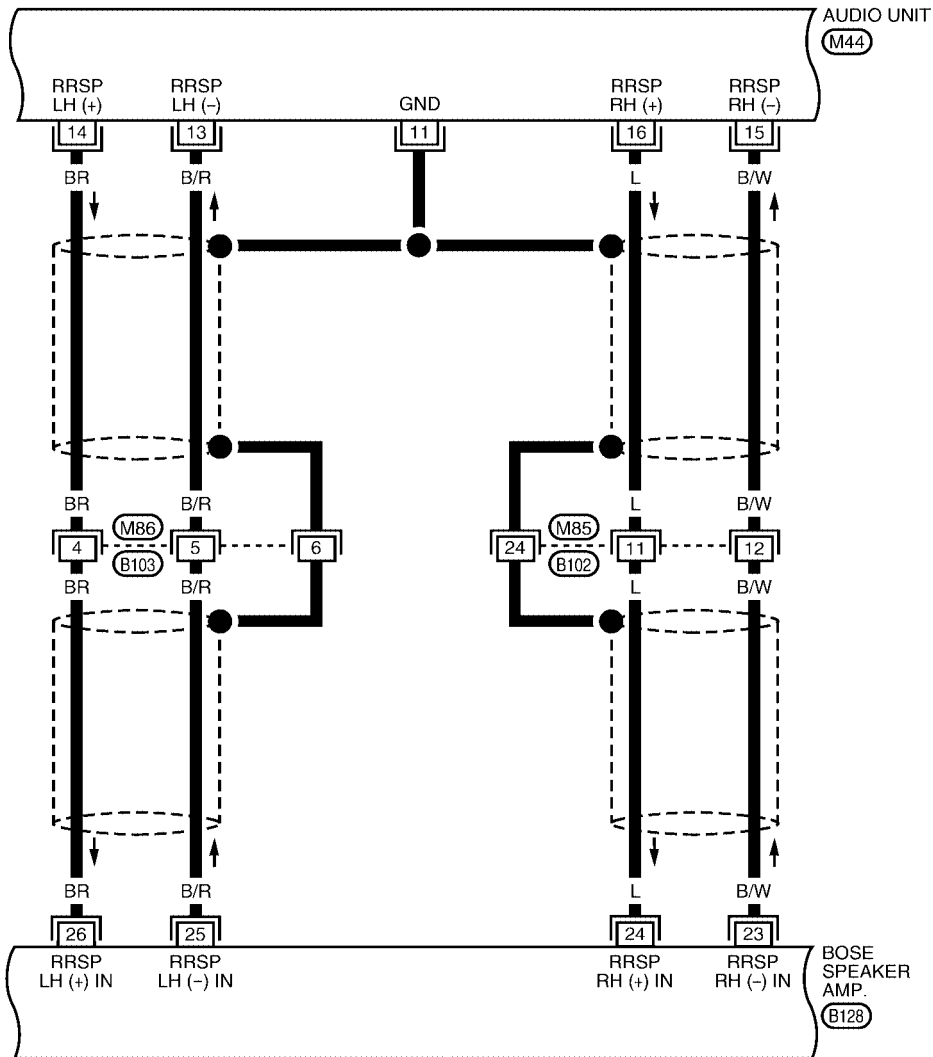 AUDIO UNIT
M44
RRSP
LH (+)
RRSP
LH (–)
GND
RRSP
RH (+)
RRSP
RH (–)
14
13
11
16
15
BR
B/R
L
B/W
BR
B/R
L
B/W
M86
M85
4
5
6
24
11
12
B103
B102
BR
B/R
L
B/W
BR
B/R
L
B/W
26
25
24
23
RRSP
LH (+) IN
RRSP
LH (–) IN
RRSP
RH (+) IN
RRSP
RH (–) IN
BOSE
SPEAKER
AMP.
B128